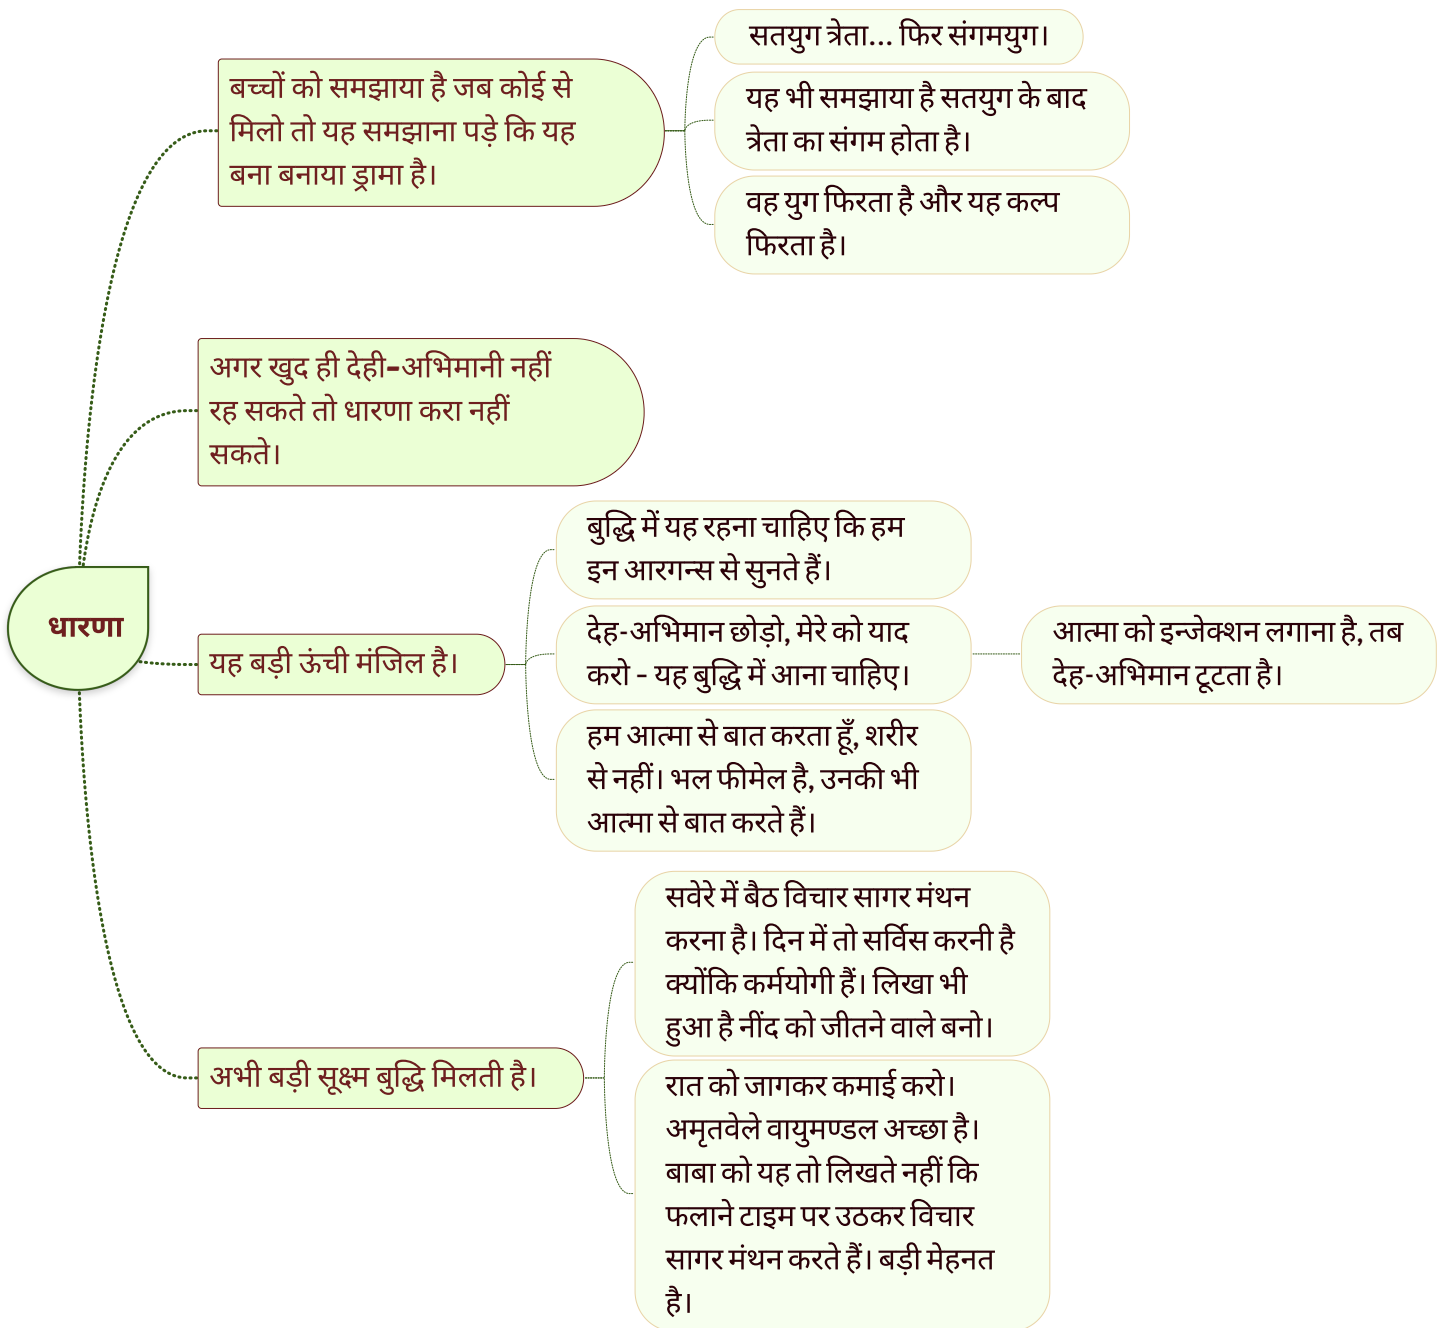 धारणा
बच्चों को समझाया है जब कोई से
मिलो तो यह समझाना पड़े कि यह
बना बनाया ड्रामा है।
सतयुग त्रेता... फिर संगमयुग।
यह भी समझाया है सतयुग के बाद
त्रेता का संगम होता है।
वह युग फिरता है और यह कल्प
फिरता है।
अगर खुद ही देही-अभिमानी नहीं
रह सकते तो धारणा करा नहीं
सकते।
यह बड़ी ऊंची मंजिल है।
बुद्धि में यह रहना चाहिए कि हम
इन आरगन्स से सुनते हैं।
देह-अभिमान छोड़ो, मेरे को याद
करो - यह बुद्धि में आना चाहिए।
आत्मा को इन्जेक्शन लगाना है, तब
देह-अभिमान टूटता है।
हम आत्मा से बात करता हूँ, शरीर
से नहीं। भल फीमेल है, उनकी भी
आत्मा से बात करते हैं।
अभी बड़ी सूक्ष्म बुद्धि मिलती है।
सवेरे में बैठ विचार सागर मंथन
करना है। दिन में तो सर्विस करनी है
क्योंकि कर्मयोगी हैं। लिखा भी
हुआ है नींद को जीतने वाले बनो।
रात को जागकर कमाई करो।
अमृतवेले वायुमण्डल अच्छा है।
बाबा को यह तो लिखते नहीं कि
फलाने टाइम पर उठकर विचार
सागर मंथन करते हैं। बड़ी मेहनत
है।